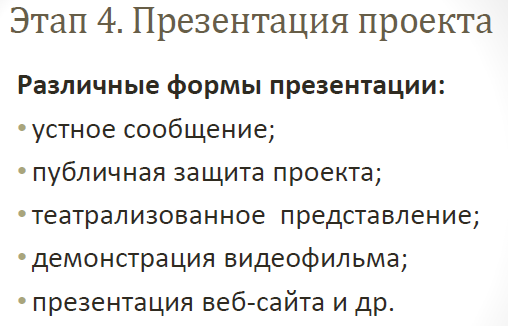 Этап 4. Презентация проекта
Различные формы презентации:
• устное сообщение;
• публичная защита проекта;
• театрализованное  представление;
• демонстрация видеофильма;
• презентация веб-сайта и др.